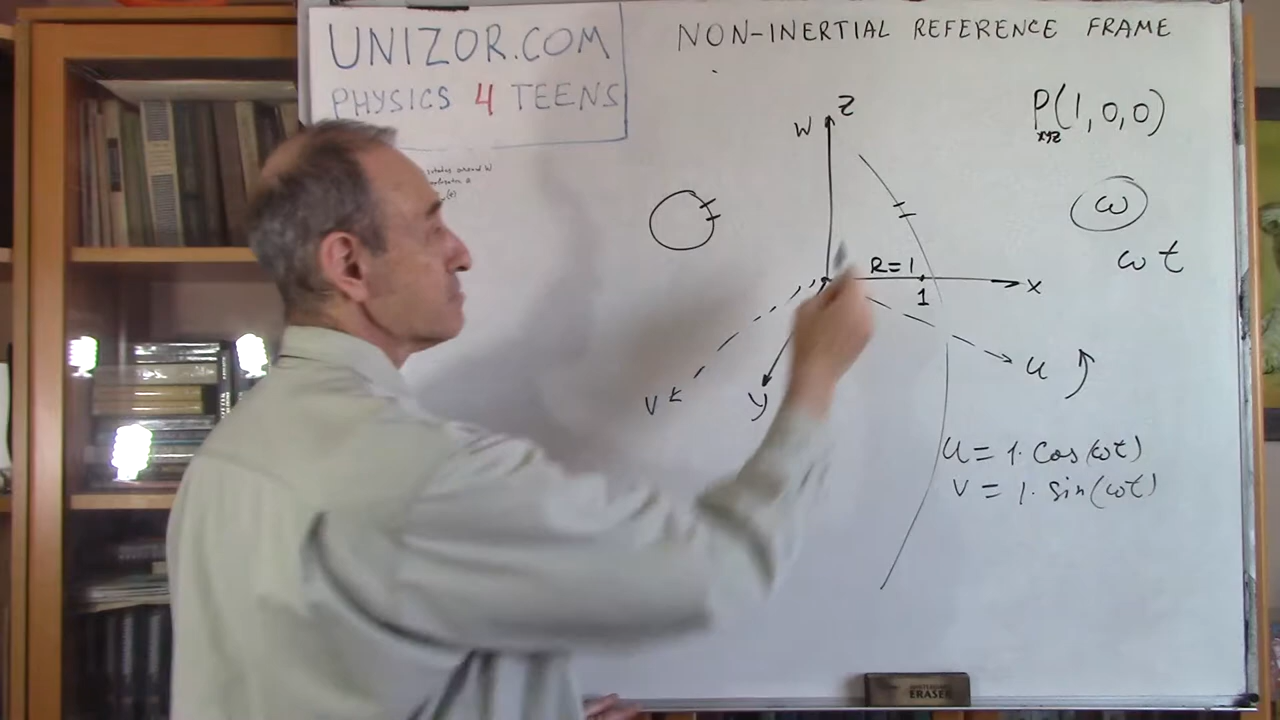 UNIZOR.COM
PHYSICS 4 TEENS
NON-INERTIAL REFERENCE FRAME
P(1,0,0)
xyz
W Z
ω
ωt
R=1
1
X
u
V
y
u = 1· cos(ωt)
v = 1· sin(ωt)
ERASER